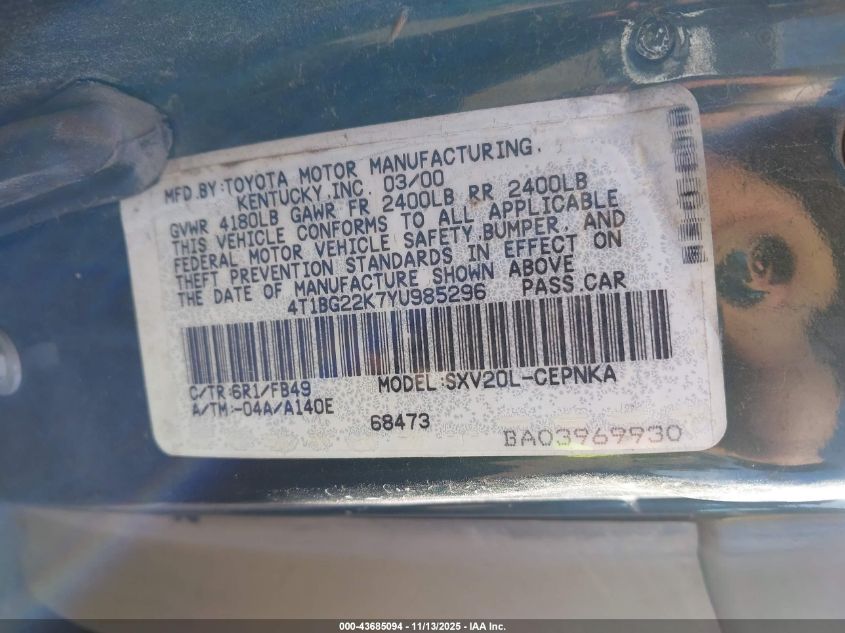 MFD.BY:TOYOTA MOTOR MANUFACTURING,
KENTUCKY,INC. 03/00
GVWR 4180LB GAWR FR 2400LB RR 2400LB
THIS VEHICLE CONFORMS TO ALL APPLICABLE
FEDERAL MOTOR VEHICLE SAFETY,BUMPER, AND
THEFT PREVENTION STANDARDS IN EFFECT ON
THE DATE OF MANUFACTURE SHOWN ABOVE
4T1BG22K7YU985296 PASS.CAR
C/TR:6R1/FB49 MODEL:SXV20L-CEPNKA
A/TM:-04A/A140E
68473
BA03969930
000-43685094 - 11/13/2025 - IAA Inc.